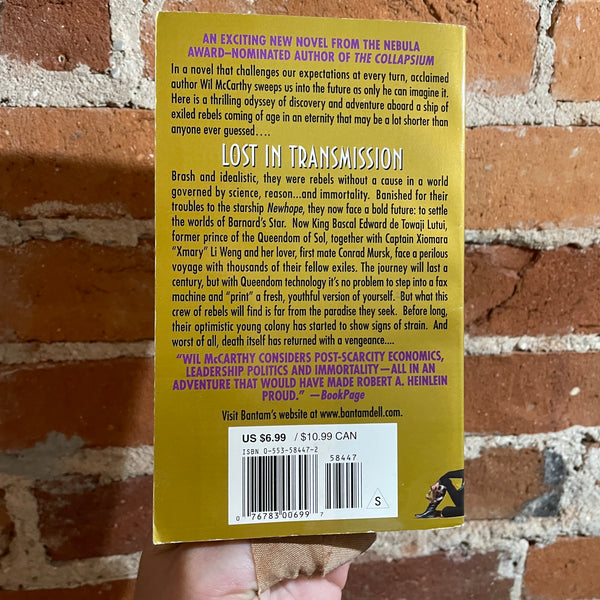 AN EXCITING NEW NOVEL FROM THE NEBULA
AWARD–NOMINATED AUTHOR OF THE COLLAPSIUM
In a novel that challenges our expectations at every turn, acclaimed
author Wil McCarthy sweeps us into the future as only he can imagine it.
Here is a thrilling odyssey of discovery and adventure aboard a ship of
exiled rebels coming of age in an eternity that may be a lot shorter than
anyone ever guessed....
LOST IN TRANSMISSION
Brash and idealistic, they were rebels without a cause in a world
governed by science, reason...and immortality. Banished for their
troubles to the starship Newhope, they now face a bold future: to settle
the worlds of Barnard's Star. Now King Bascal Edward de Towaji Lutui,
former prince of the Queendom of Sol, together with Captain Xiomara
"Xmary" Li Weng and her lover, first mate Conrad Mursk, face a perilous
voyage with thousands of their fellow exiles. The journey will last a
century, but with Queendom technology it's no problem to step into a fax
machine and "print" a fresh, youthful version of yourself. But what this
crew of rebels will find is far from the paradise they seek. Before long,
their optimistic young colony has started to show signs of strain. And
worst of all, death itself has returned with a vengeance....
"WIL McCARTHY CONSIDERS POST-SCARCITY ECONOMICS,
LEADERSHIP POLITICS AND IMMORTALITY—ALL IN AN
ADVENTURE THAT WOULD HAVE MADE ROBERT A. HEINLEIN
PROUD." —BookPage
Visit Bantam's website at www.bantamdell.com.
US $6.99 / $10.99 CAN
ISBN 0-553-58447-2
58447
0 76783 00699 7
S